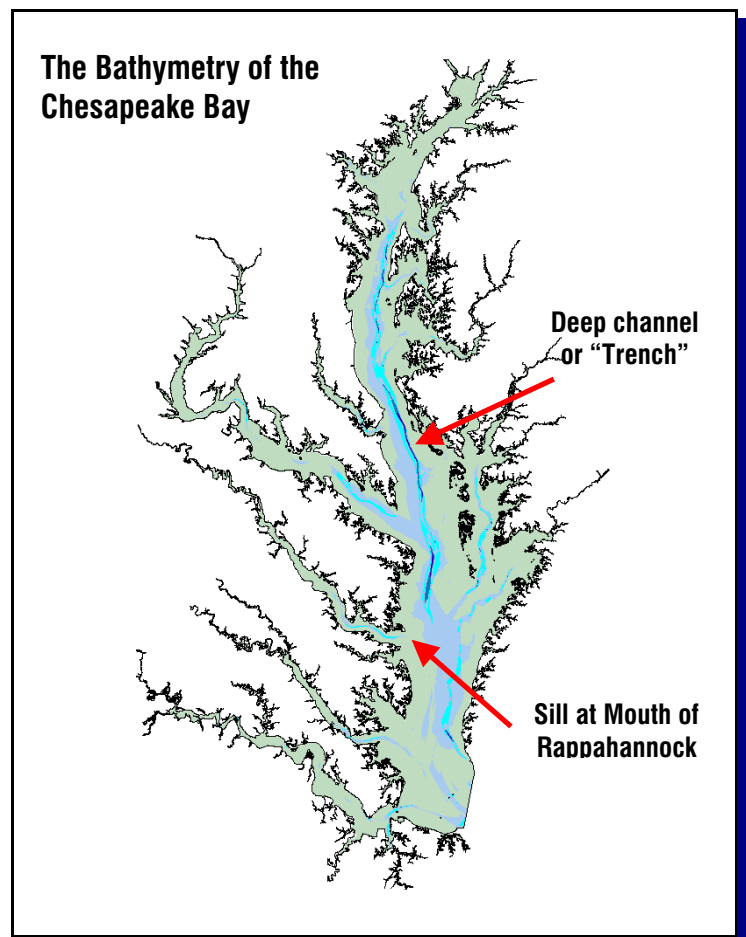 The Bathymetry of the
Chesapeake Bay
Deep channel
or “Trench”
Sill at Mouth of
Rappahannock